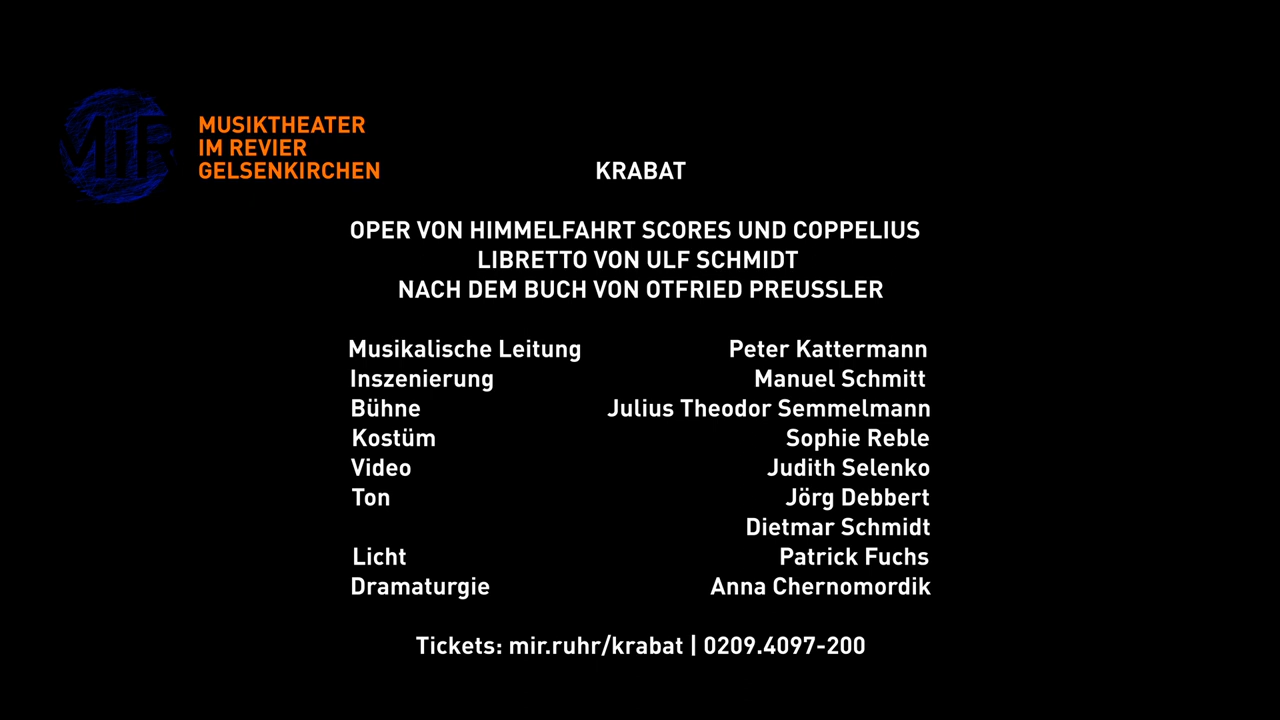 MiR
MUSIKTHEATER
IM REVIER
GELSENKIRCHEN
KRABAT
OPER VON HIMMELFAHRT SCORES UND COPPELIUS
LIBRETTO VON ULF SCHMIDT
NACH DEM BUCH VON OTFRIED PREUSSLER
Musikalische Leitung Peter Kattermann
Inszenierung Manuel Schmitt
Bühne Julius Theodor Semmelmann
Kostüm Sophie Reble
Video Judith Selenko
Ton Jörg Debbert
Dietmar Schmidt
Licht Patrick Fuchs
Dramaturgie Anna Chernomordik
Tickets: mir.ruhr/krabat | 0209.4097-200